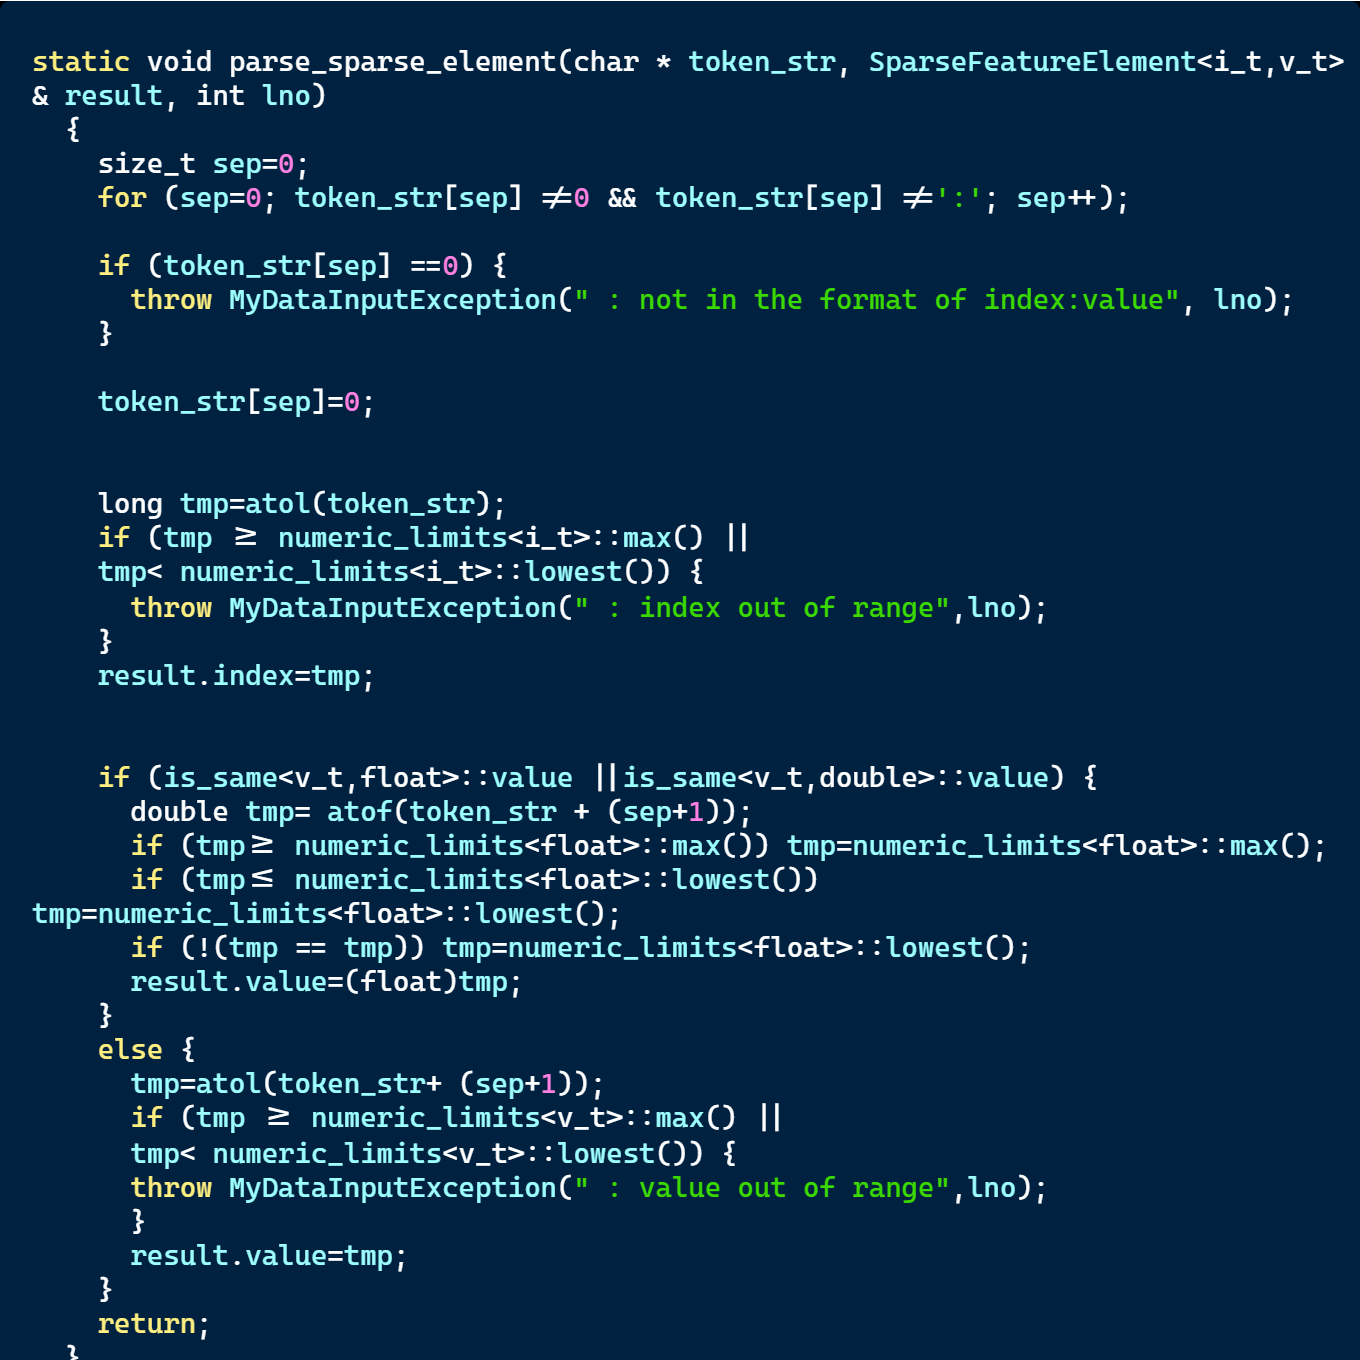 static void parse_sparse_element(char * token_str, SparseFeatureElement<i_t,v_t>
& result, int lno)
  {
    size_t sep=0;
    for (sep=0; token_str[sep] !=0 && token_str[sep] !=':'; sep++);

    if (token_str[sep] ==0) {
      throw MyDataInputException(" : not in the format of index:value", lno);
    }

    token_str[sep]=0;


    long tmp=atol(token_str);
    if (tmp >= numeric_limits<i_t>::max() ||
    tmp< numeric_limits<i_t>::lowest()) {
      throw MyDataInputException(" : index out of range",lno);
    }
    result.index=tmp;


    if (is_same<v_t,float>::value ||is_same<v_t,double>::value) {
      double tmp= atof(token_str + (sep+1));
      if (tmp>= numeric_limits<float>::max()) tmp=numeric_limits<float>::max();
      if (tmp<= numeric_limits<float>::lowest())
tmp=numeric_limits<float>::lowest();
      if (!(tmp == tmp)) tmp=numeric_limits<float>::lowest();
      result.value=(float)tmp;
    }
    else {
      tmp=atol(token_str+ (sep+1));
      if (tmp >= numeric_limits<v_t>::max() ||
      tmp< numeric_limits<v_t>::lowest()) {
      throw MyDataInputException(" : value out of range",lno);
      }
      result.value=tmp;
    }
    return;
  }